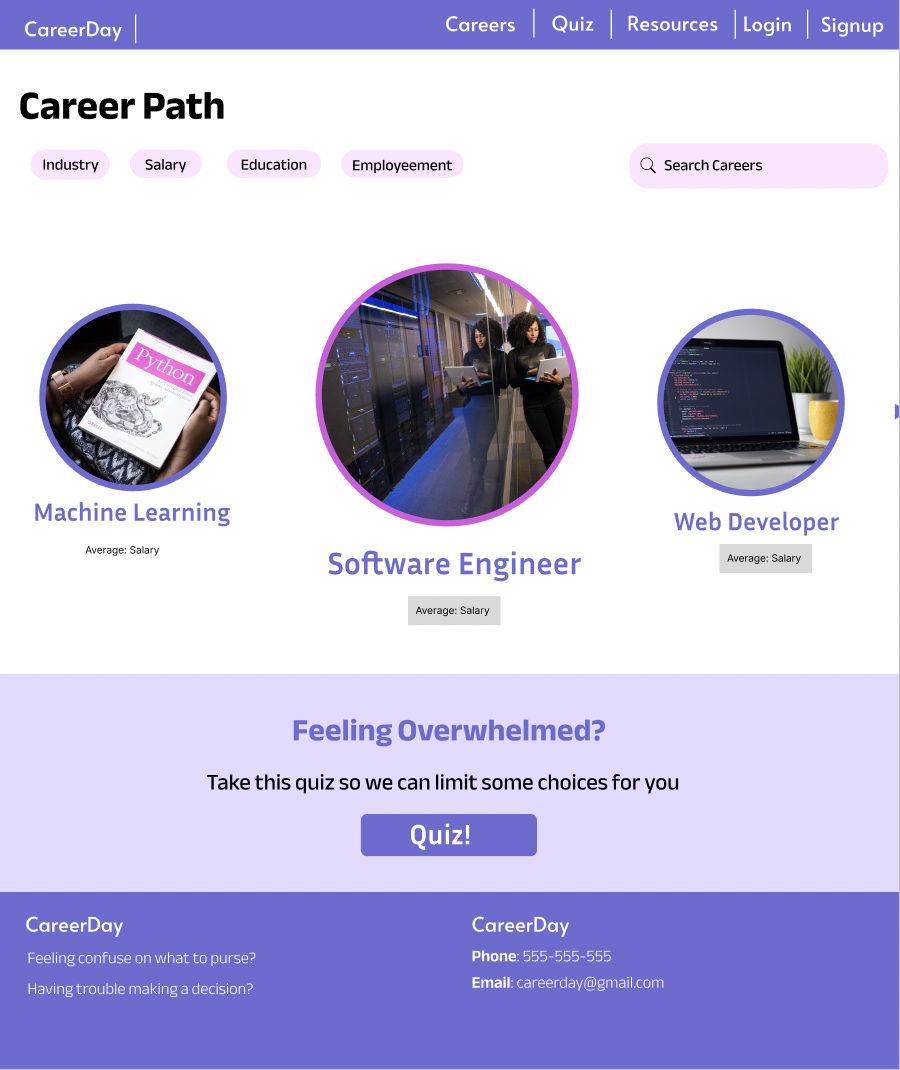 CareerDay
Careers Quiz Resources Login Signup
Career Path
Industry Salary Education Employeement Search Careers
Python
Machine Learning
Average: Salary
Software Engineer
Average: Salary
Web Developer
Average: Salary
Feeling Overwhelmed?
Take this quiz so we can limit some choices for you
Quiz!
CareerDay
Feeling confuse on what to purse?
Having trouble making a decision?
CareerDay
Phone: 555-555-555
Email: careerday@gmail.com